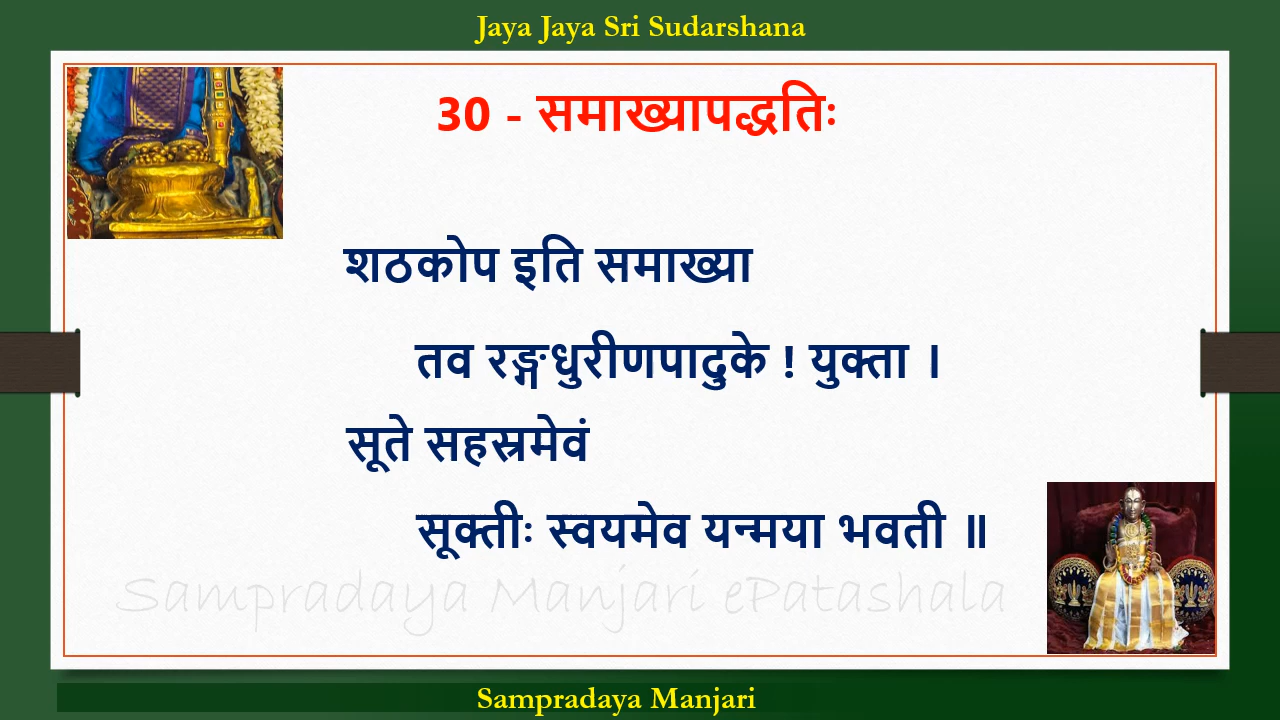 Jaya Jaya Sri Sudarshana
30 - समाख्यापद्धतिः
शठकोप इति समाख्या
तव रङ्गधुरीणपादुके ! युक्ता ।
सूते सहस्रमेवं
सूक्तीः स्वयमेव यन्मया भवती ॥
Sampradaya Manjari ePatashala
Sampradaya Manjari